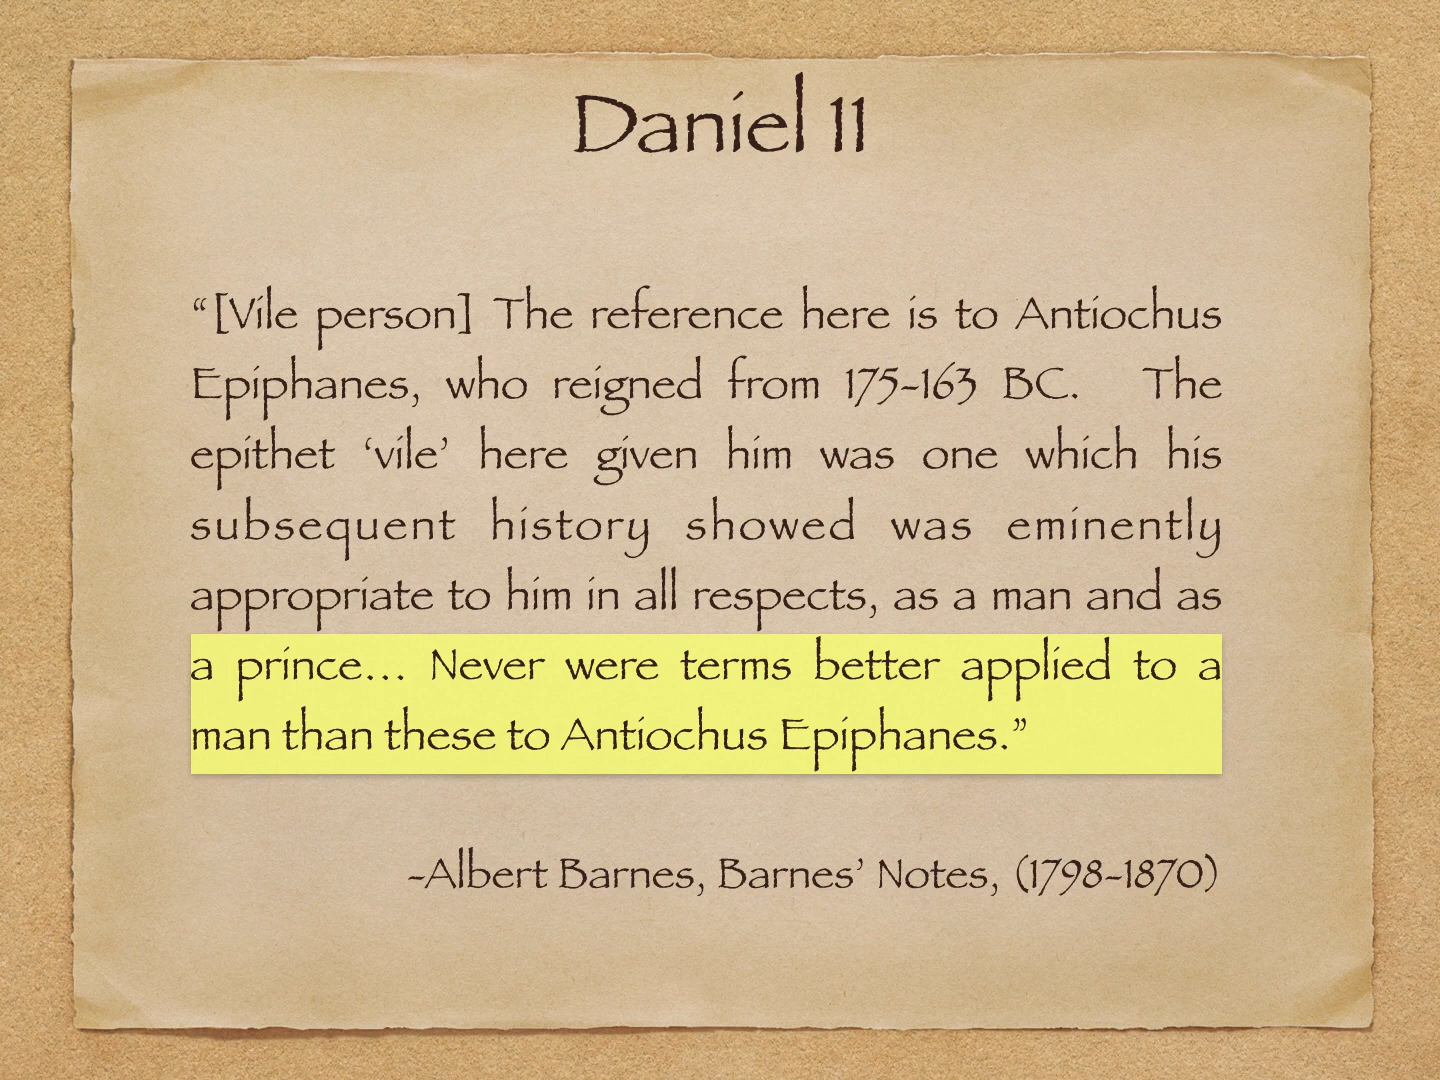 Daniel 11
“[Vile person] The reference here is to Antiochus
Epiphanes, who reigned from 175-163 BC. The
epithet ‘vile’ here given him was one which his
subsequent history showed was eminently
appropriate to him in all respects, as a man and as
a prince… Never were terms better applied to a
man than these to Antiochus Epiphanes.”
-Albert Barnes, Barnes’ Notes, (1798-1870)